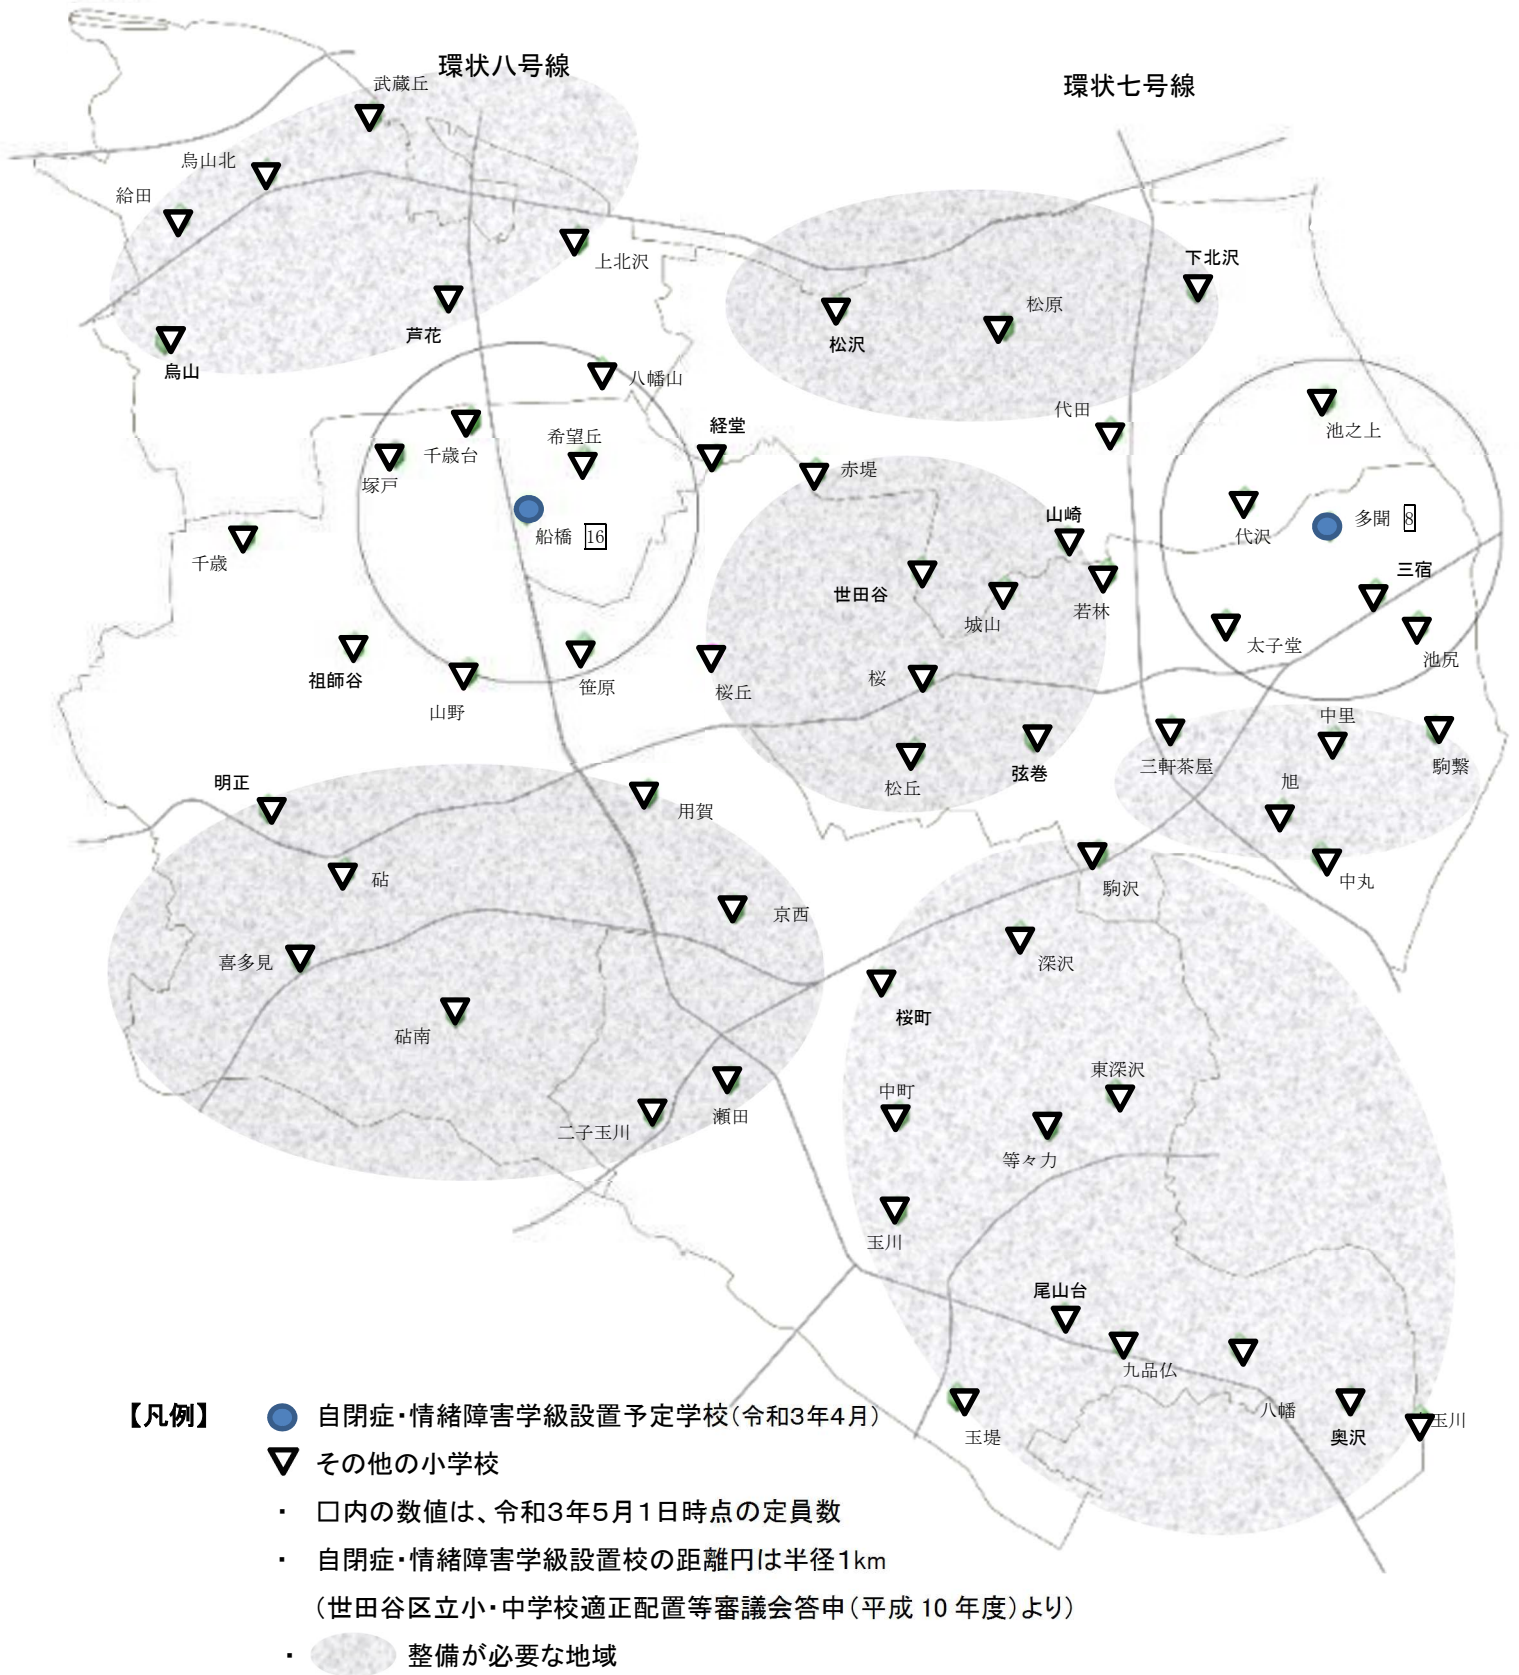 環状八号線
環状七号線
武蔵丘
烏山北
給田
上北沢
下北沢
松原
芦花
松沢
烏山
八幡山
代田
経堂
池之上
希望丘
千歳台
赤堤
塚戸
山崎
多聞 8
船橋 16
代沢
千歳
三宿
世田谷
若林
城山
太子堂
池尻
祖師谷
桜
笹原
桜丘
山野
中里
三軒茶屋
駒繋
弦巻
明正
旭
松丘
用賀
砧
中丸
駒沢
京西
喜多見
深沢
桜町
砧南
東深沢
中町
瀬田
二子玉川
等々力
玉川
尾山台
九品仏
八幡
玉川
玉堤
奥沢
【凡例】
自閉症・情緒障害学級設置予定学校(令和3年4月)
その他の小学校
・ □内の数値は、令和3年5月1日時点の定員数
・ 自閉症・情緒障害学級設置校の距離円は半径1km
(世田谷区立小・中学校適正配置等審議会答申(平成 10 年度)より)
・ 整備が必要な地域